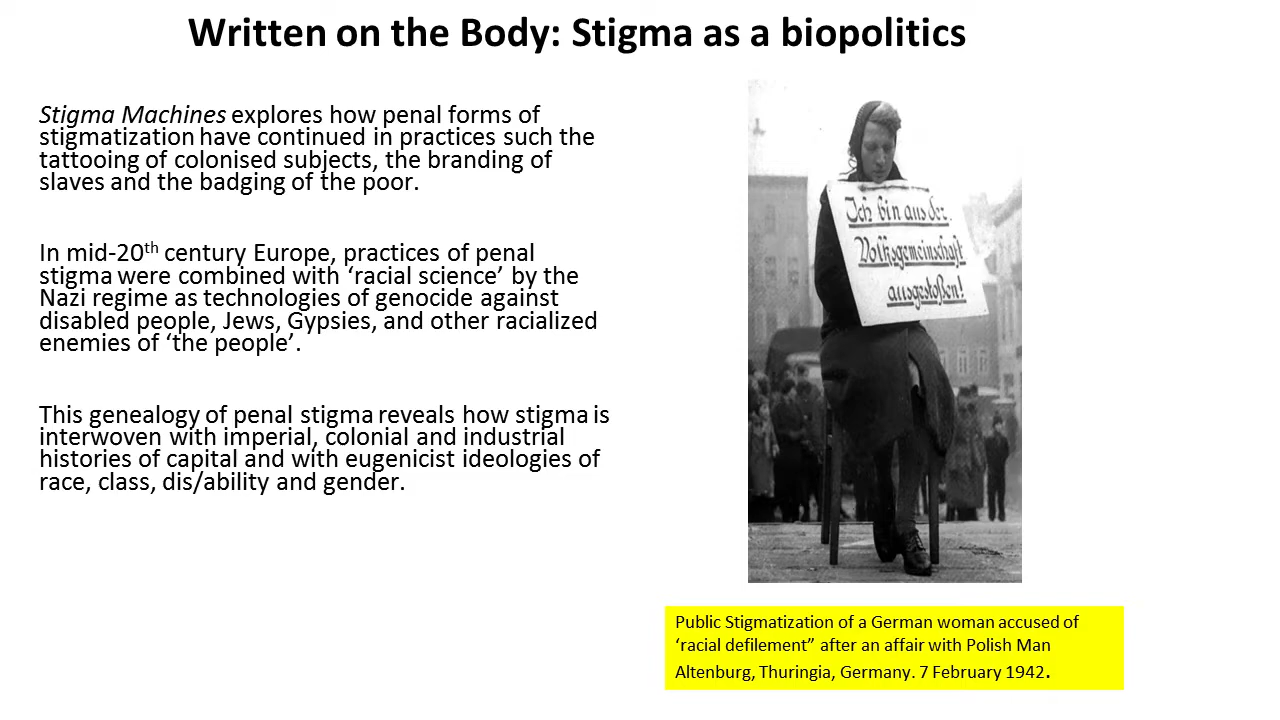 Written on the Body: Stigma as a biopolitics
Stigma Machines explores how penal forms of
stigmatization have continued in practices such the
tattooing of colonised subjects, the branding of
slaves and the badging of the poor.
In mid-20th century Europe, practices of penal
stigma were combined with ‘racial science’ by the
Nazi regime as technologies of genocide against
disabled people, Jews, Gypsies, and other racialized
enemies of ‘the people’.
This genealogy of penal stigma reveals how stigma is
interwoven with imperial, colonial and industrial
histories of capital and with eugenicist ideologies of
race, class, dis/ability and gender.
Ich bin aus der
Volksgemeinschaft
ausgestoßen!
Public Stigmatization of a German woman accused of
‘racial defilement” after an affair with Polish Man
Altenburg, Thuringia, Germany. 7 February 1942.